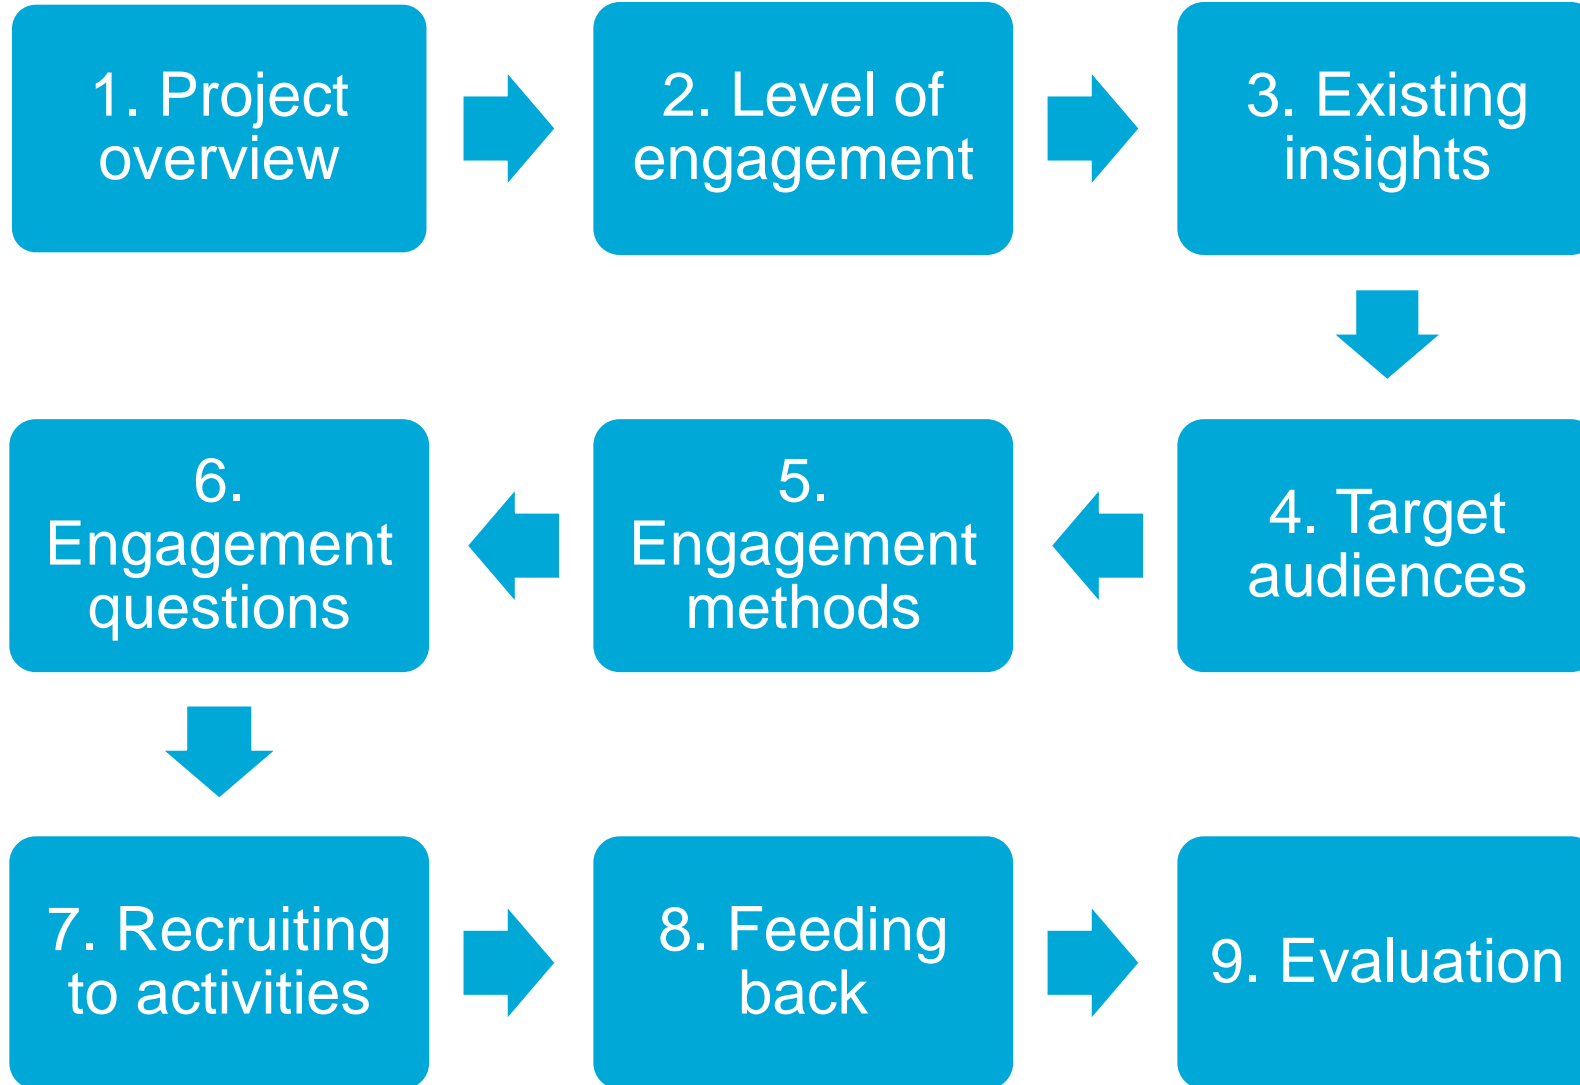 1. Project
overview
2. Level of
engagement
3. Existing
insights
4. Target
audiences
5.
Engagement
methods
6.
Engagement
questions
7. Recruiting
to activities
8. Feeding
back
9. Evaluation